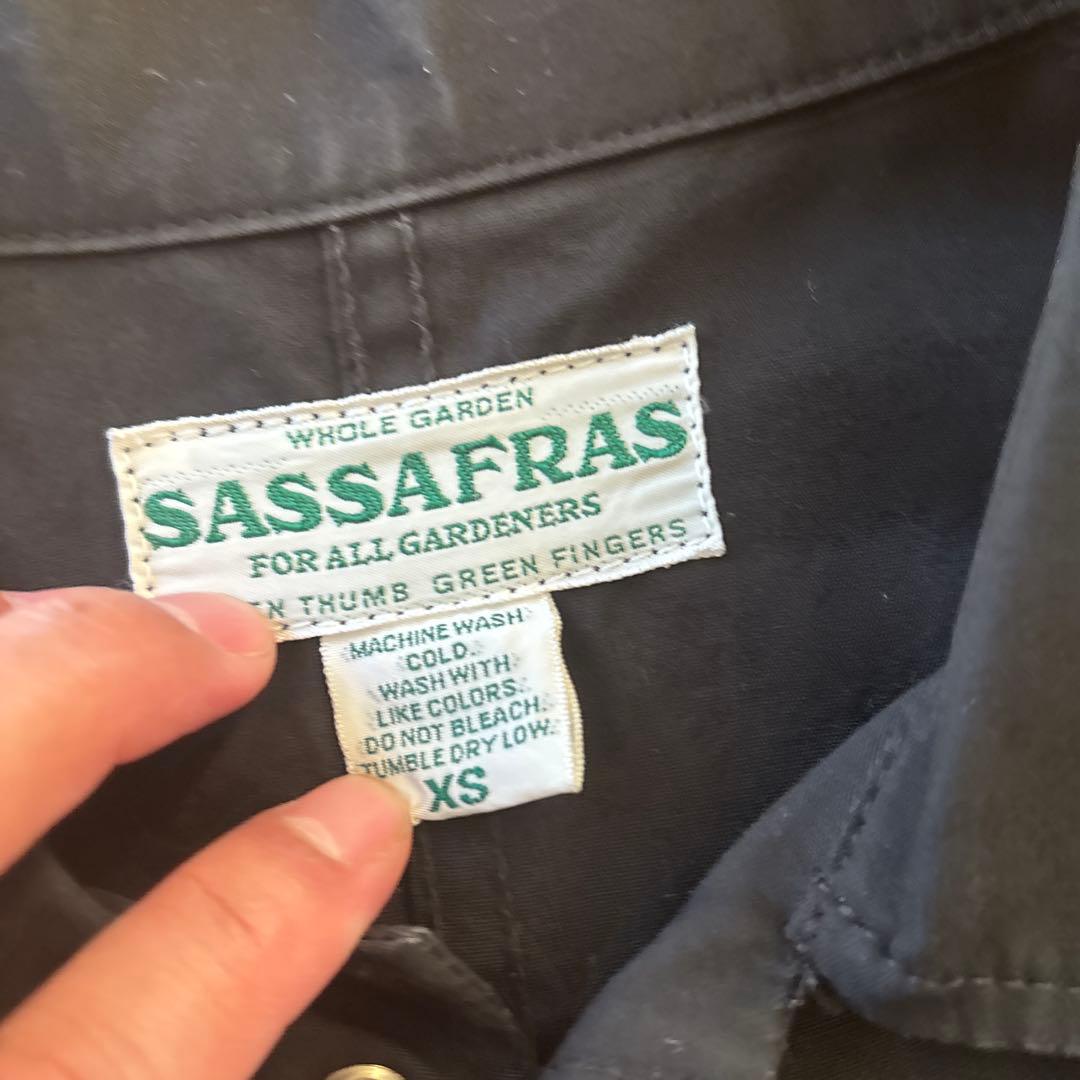 WHOLE GARDEN
SASSAFRAS
FOR ALL GARDENERS
THUMB GREEN FINGERS
MACHINE WASH
COLD.
WASH WITH
LIKE COLORS.
DO NOT BLEACH.
TUMBLE DRY LOW.
XS